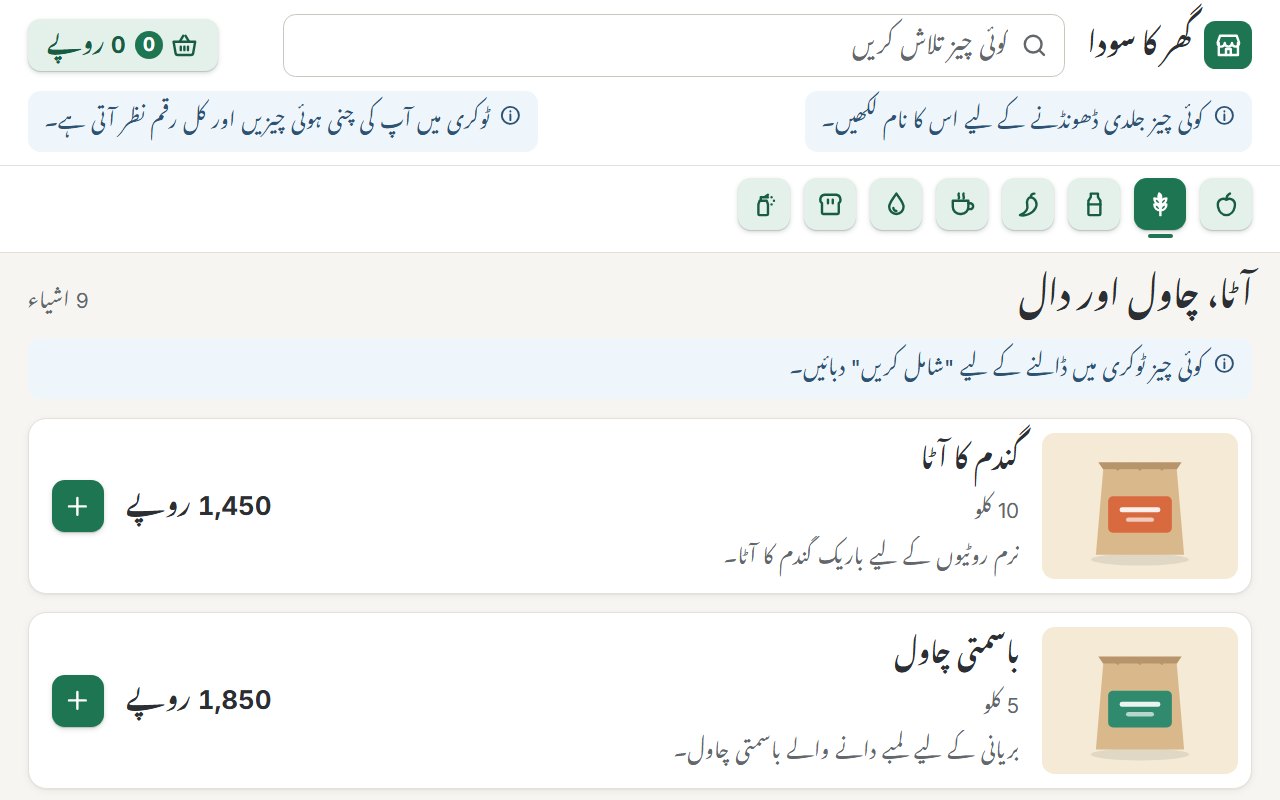 گھر کا سودا
کوئی چیز تلاش کریں
0
0 روپے
کوئی چیز جلدی ڈھونڈنے کے لیے اس کا نام لکھیں۔
ٹوکری میں آپ کی چنی ہوئی چیزیں اور کل رقم نظر آتی ہے۔
آٹا، چاول اور دال
9 اشیاء
کوئی چیز ٹوکری میں ڈالنے کے لیے "شامل کریں" دبائیں۔
گندم کا آٹا
10 کلو
نرم روٹیوں کے لیے باریک گندم کا آٹا۔
1,450 روپے
باسمتی چاول
5 کلو
بریانی کے لیے لمبے دانے والے باسمتی چاول۔
1,850 روپے